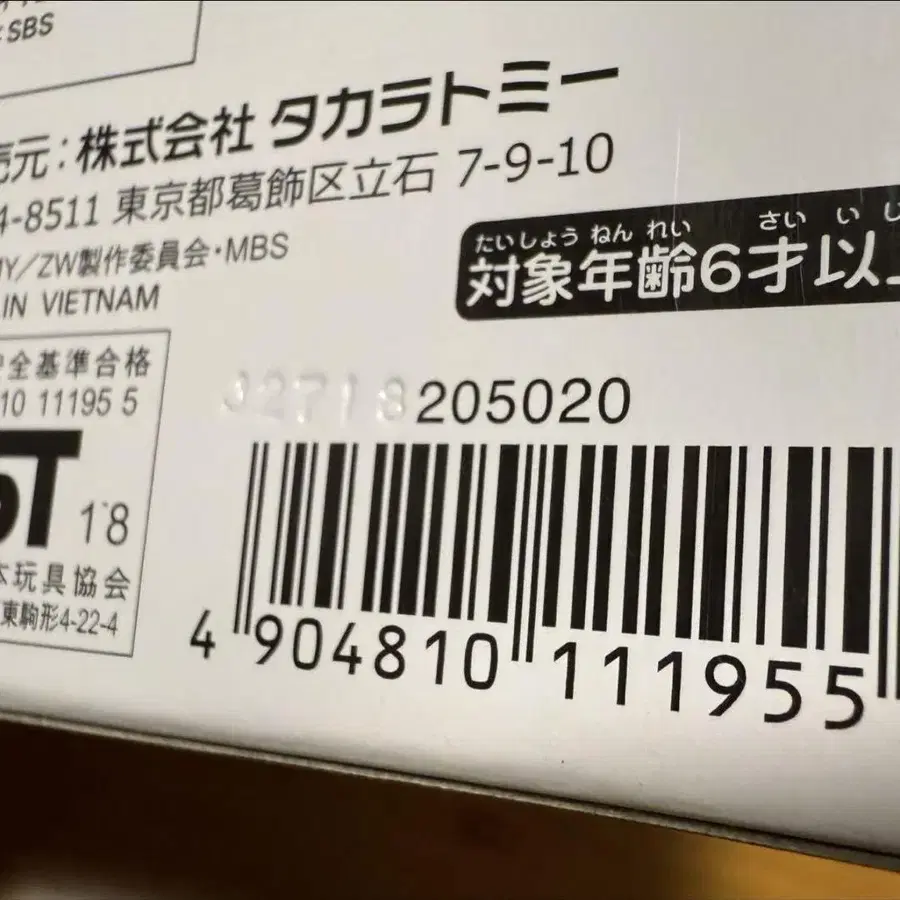 SBS
売元：株式会社 タカラトミー
4-8511 東京都葛飾区立石 7-9-10
MY/ZW製作委員会・MBS
IN VIETNAM
たいしょう ねん れい さい い じ
対象年齢6才以上
安全基準合格
10 11195 5
ST 1'8
本玩具協会
東駒形4-22-4
J2718 205020
4 904810 111955